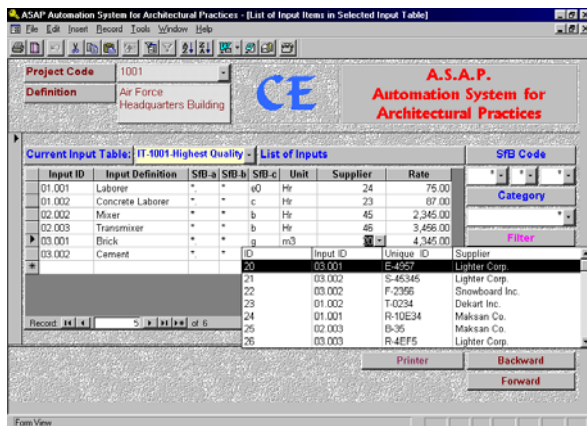 ASAP Automation System for Architectural Practices - [List of Input Items in Selected Input Table]
File Edit Insert Record Tools Window Help
Project Code 1001
Definition Air Force
Headquarters Building
CE
A.S.A.P.
Automation System for
Architectural Practices
Current Input Table: IT-1001-Highest Quality List of Inputs
SfB Code
Input ID Input Definition SfB-a SfB-b SfB-c Unit Supplier Rate
01.001 Laborer *. * e0 Hr 24 75.00
01.002 Concrete Laborer *. * c Hr 23 87.00
02.002 Mixer * * b Hr 45 2,345.00
02.003 Transmixer * * b Hr 46 3,456.00
03.001 Brick * * g m3 20 4,345.00
03.002 Cement * *
* * *
Category
*
Filter
ID Input ID Unique ID Supplier
20 03.001 E-4957 Lighter Corp.
21 03.002 S-45345 Lighter Corp.
22 03.002 F-2356 Snowboard Inc.
23 01.002 T-0234 Dekart Inc.
24 01.001 R-10E34 Maksan Co.
25 02.003 B-35 Maksan Co.
26 03.003 R-4EF5 Lighter Corp.
Record: 5 of 6
Printer Backward
Forward
Form View